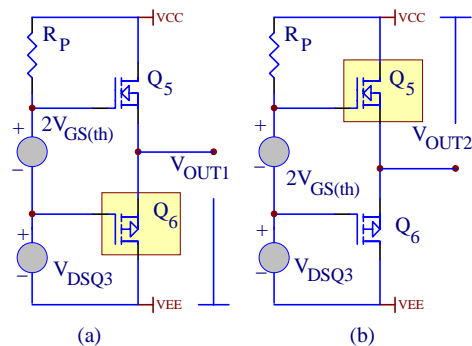 VCC
R_P
Q_5
+
2V_GS(th)
−
V_OUT1
+
Q_6
−
V_DSQ3
VEE
(a)
VCC
R_P
Q_5
+
V_OUT2
−
2V_GS(th)
+
Q_6
−
V_DSQ3
VEE
(b)